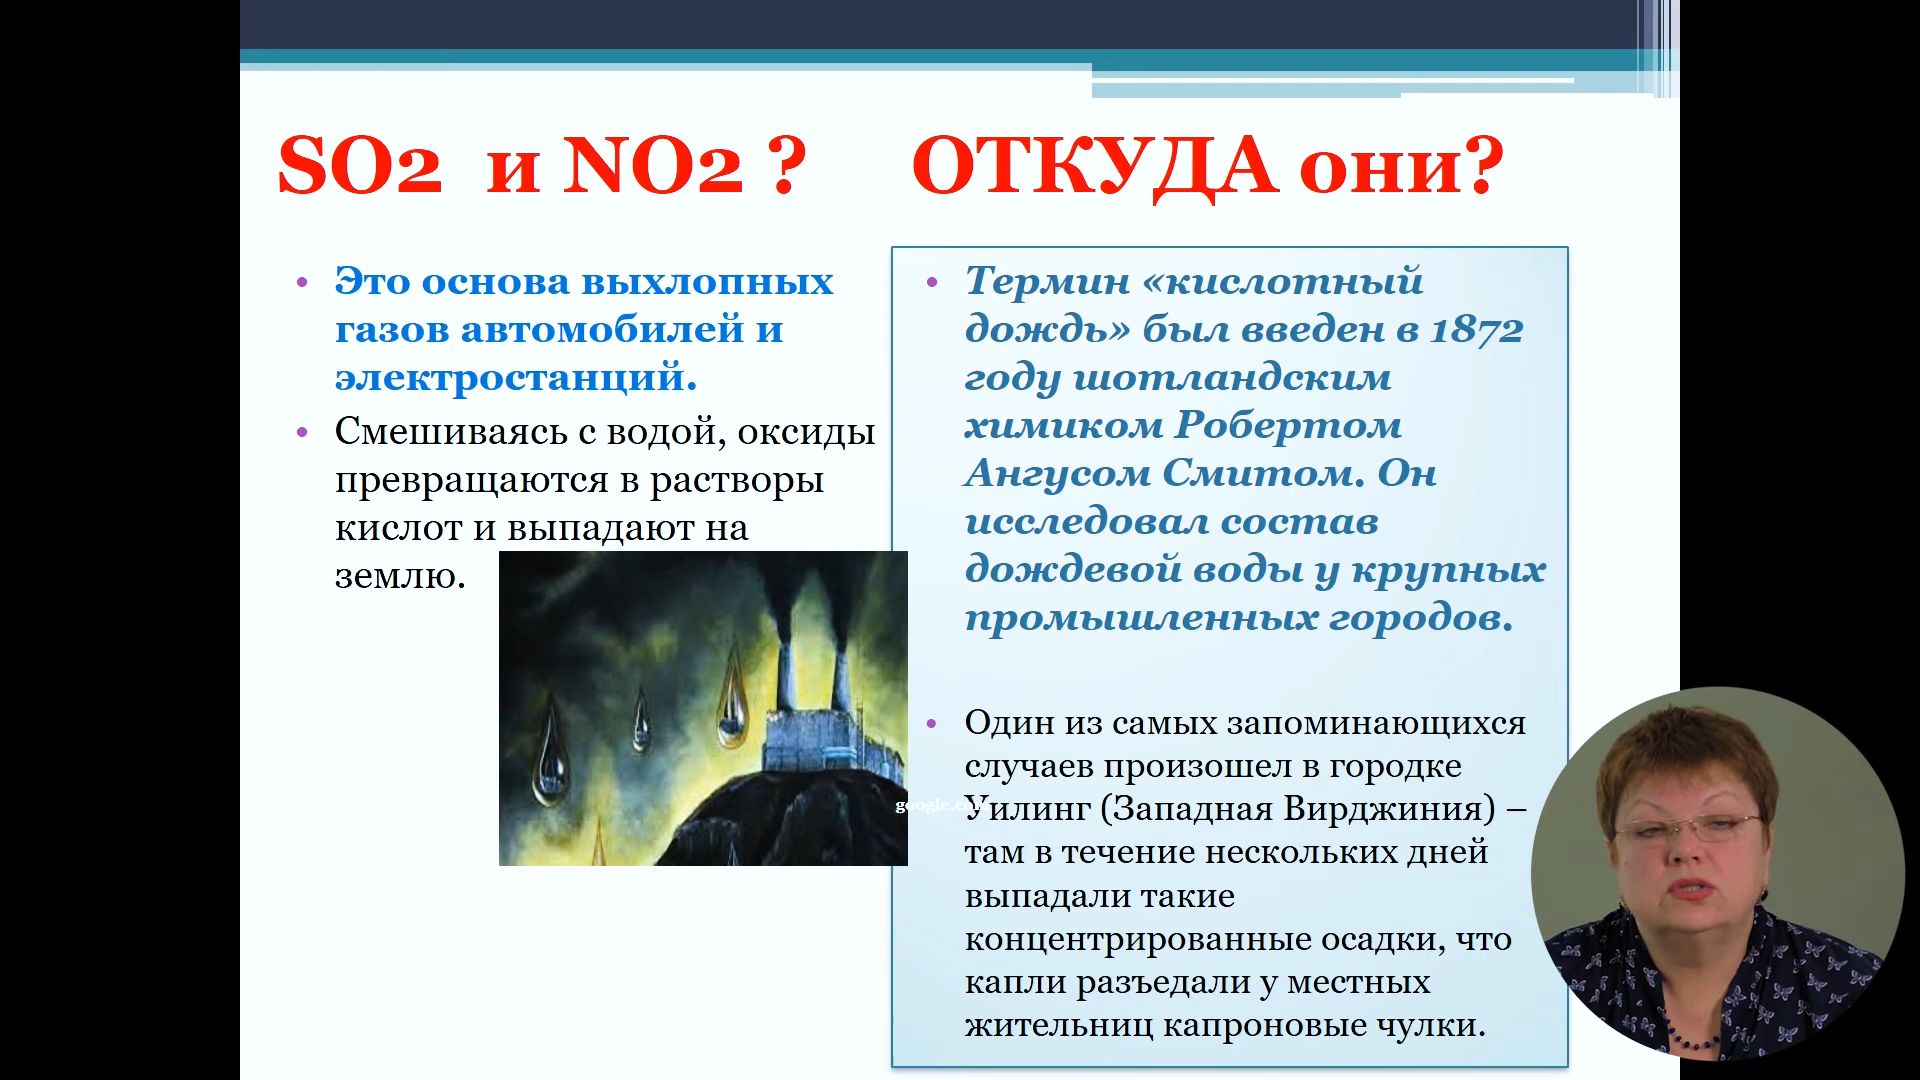 SO2 и NO2 ? ОТКУДА они?
• Это основа выхлопных
газов автомобилей и
электростанций.
• Смешиваясь с водой, оксиды
превращаются в растворы
кислот и выпадают на
землю.
• Термин «кислотный
дождь» был введен в 1872
году шотландским
химиком Робертом
Ангусом Смитом. Он
исследовал состав
дождевой воды у крупных
промышленных городов.
• Один из самых запоминающихся
случаев произошел в городке
Уилинг (Западная Вирджиния) –
там в течение нескольких дней
выпадали такие
концентрированные осадки, что
капли разъедали у местных
жительниц капроновые чулки.
google.com